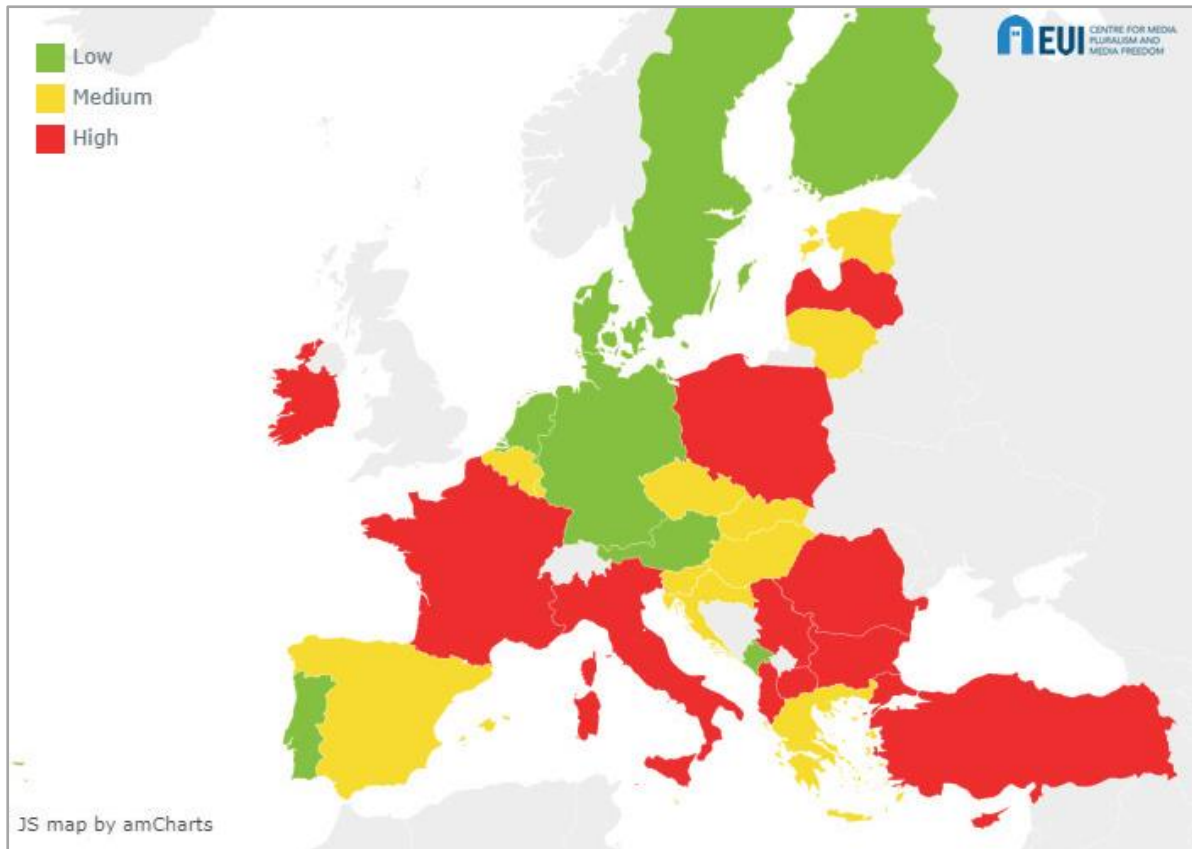 Low
Medium
High
EUI
CENTRE FOR MEDIA
PLURALISM AND
MEDIA FREEDOM
JS map by amCharts